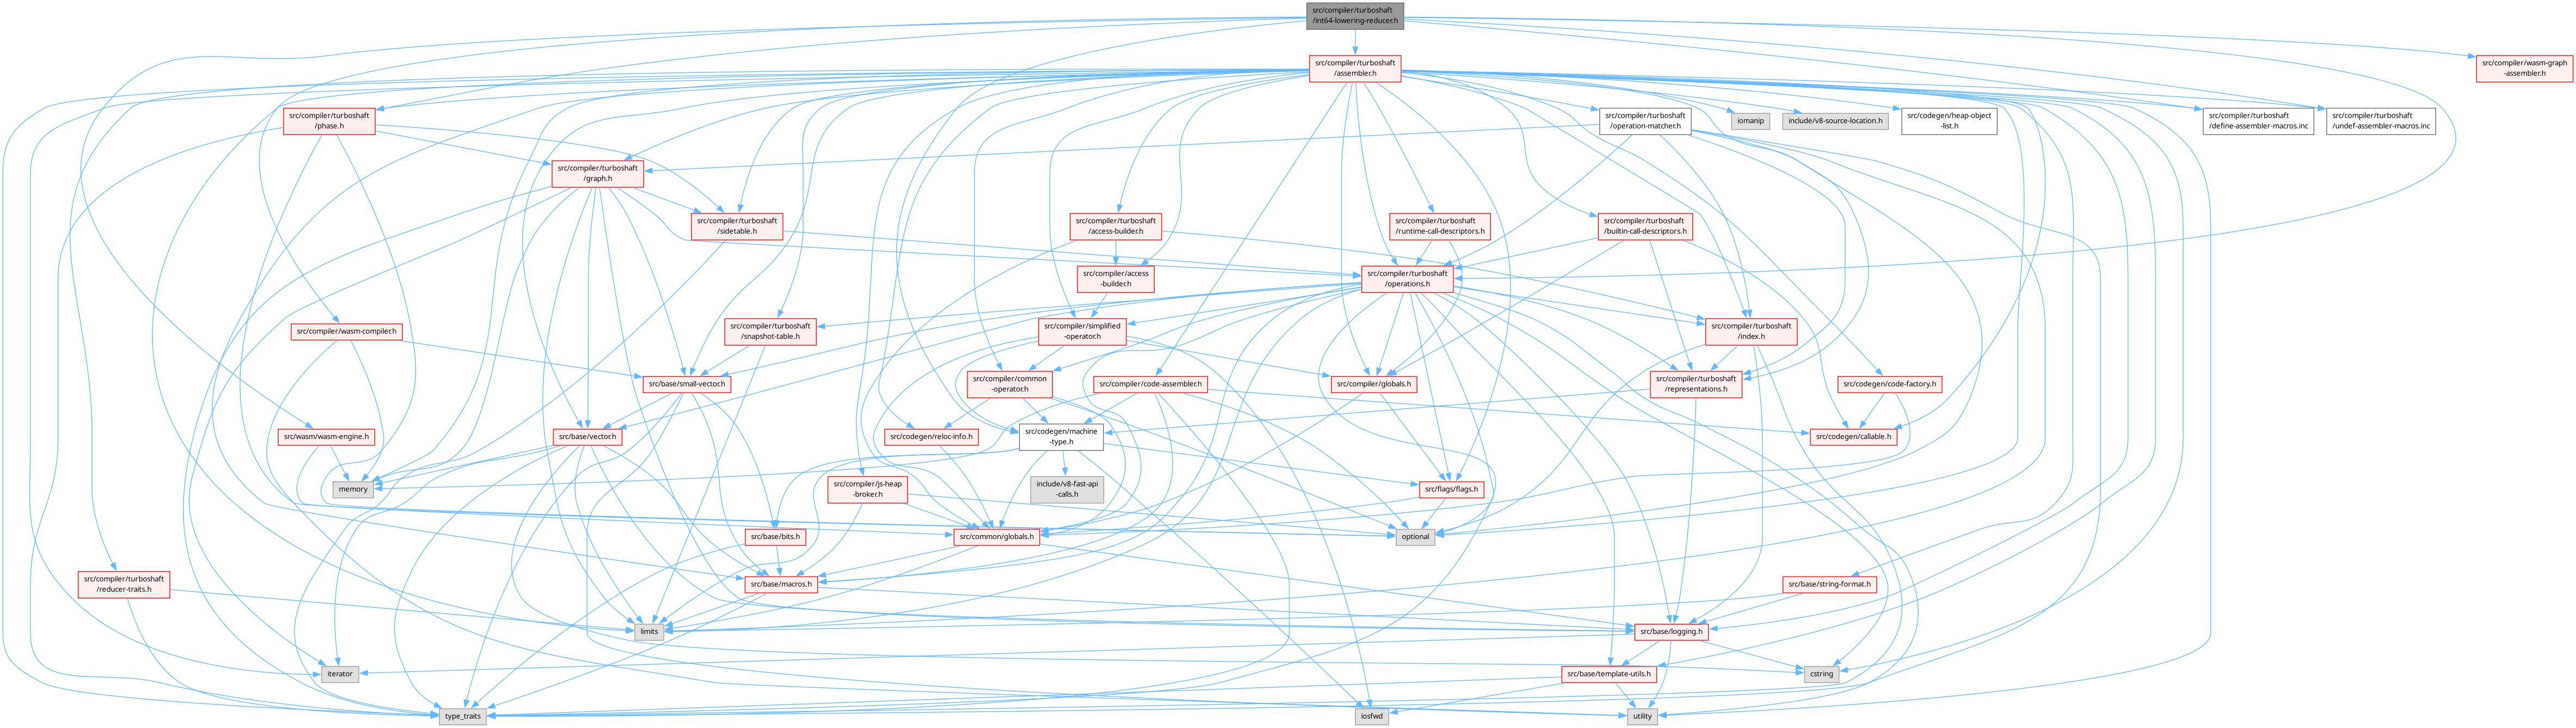 src/compiler/turboshaft
/int64-lowering-reducer.h
src/compiler/turboshaft
/assembler.h
src/compiler/wasm-graph
-assembler.h
src/compiler/turboshaft
/phase.h
src/compiler/turboshaft
/operation-matcher.h
iomanip
include/v8-source-location.h
src/codegen/heap-object
-list.h
src/compiler/turboshaft
/define-assembler-macros.inc
src/compiler/turboshaft
/undef-assembler-macros.inc
src/compiler/turboshaft
/graph.h
src/compiler/turboshaft
/sidetable.h
src/compiler/turboshaft
/access-builder.h
src/compiler/turboshaft
/runtime-call-descriptors.h
src/compiler/turboshaft
/builtin-call-descriptors.h
src/compiler/access
-builder.h
src/compiler/turboshaft
/operations.h
src/compiler/wasm-compiler.h
src/compiler/turboshaft
/snapshot-table.h
src/compiler/simplified
-operator.h
src/compiler/turboshaft
/index.h
src/base/small-vector.h
src/compiler/common
-operator.h
src/compiler/code-assembler.h
src/compiler/globals.h
src/compiler/turboshaft
/representations.h
src/codegen/code-factory.h
src/wasm/wasm-engine.h
src/base/vector.h
src/codegen/reloc-info.h
src/codegen/machine
-type.h
src/codegen/callable.h
memory
src/compiler/js-heap
-broker.h
include/v8-fast-api
-calls.h
src/flags/flags.h
src/base/bits.h
src/common/globals.h
optional
src/compiler/turboshaft
/reducer-traits.h
src/base/macros.h
src/base/string-format.h
limits
src/base/logging.h
iterator
src/base/template-utils.h
cstring
type_traits
iosfwd
utility